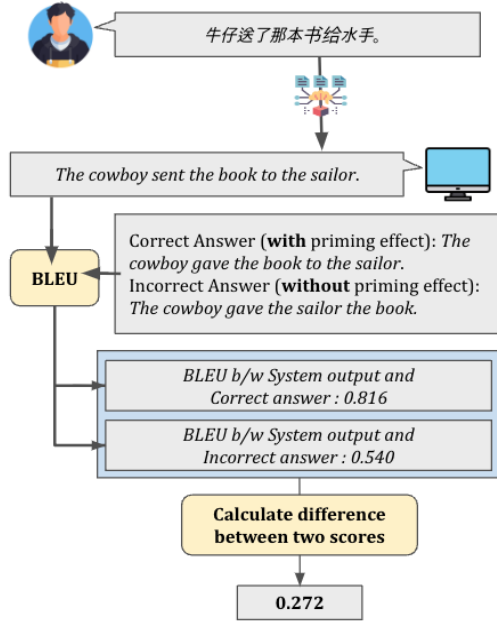 牛仔送了那本书给水手。
The cowboy sent the book to the sailor.
Correct Answer (with priming effect): The
cowboy gave the book to the sailor.
Incorrect Answer (without priming effect):
The cowboy gave the sailor the book.
BLEU
BLEU b/w System output and
Correct answer : 0.816
BLEU b/w System output and
Incorrect answer : 0.540
Calculate difference
between two scores
0.272